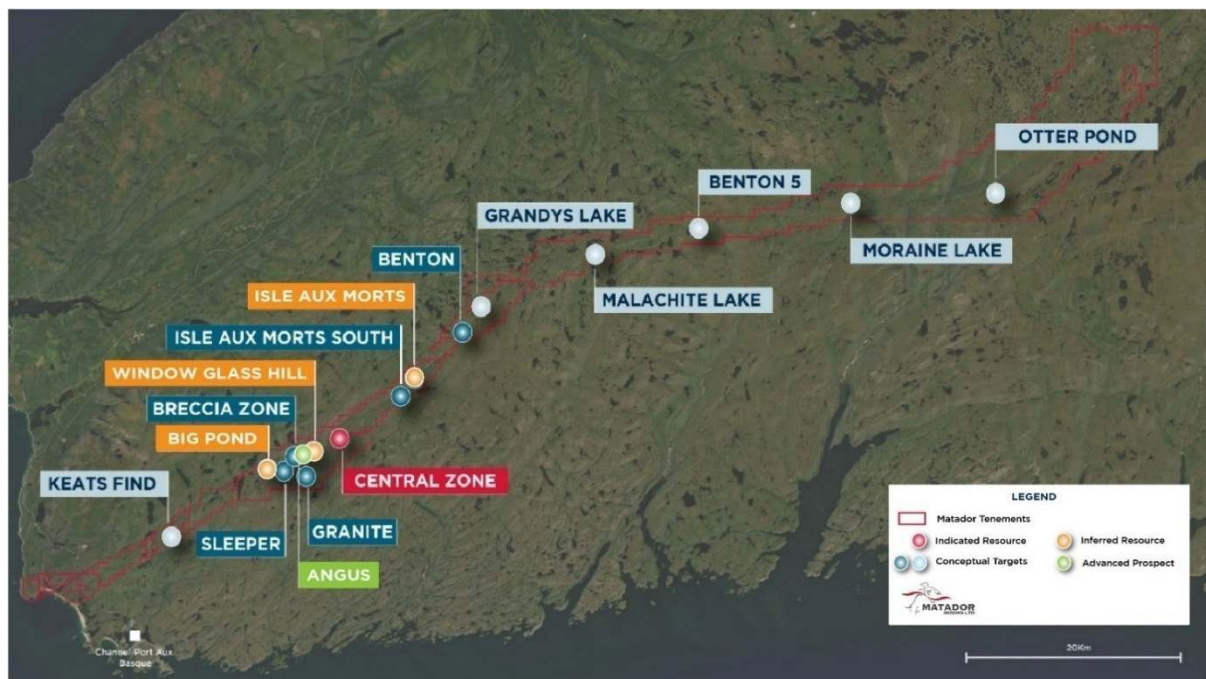 OTTER POND
BENTON 5
GRANDYS LAKE
MORAINE LAKE
BENTON
MALACHITE LAKE
ISLE AUX MORTS
ISLE AUX MORTS SOUTH
WINDOW GLASS HILL
BRECCIA ZONE
BIG POND
CENTRAL ZONE
KEATS FIND
GRANITE
SLEEPER
ANGUS
Channel-Port Aux
Basque
LEGEND
Matador Tenements
Indicated Resource
Inferred Resource
Conceptual Targets
Advanced Prospect
MATADOR
MINING LTD
20Km